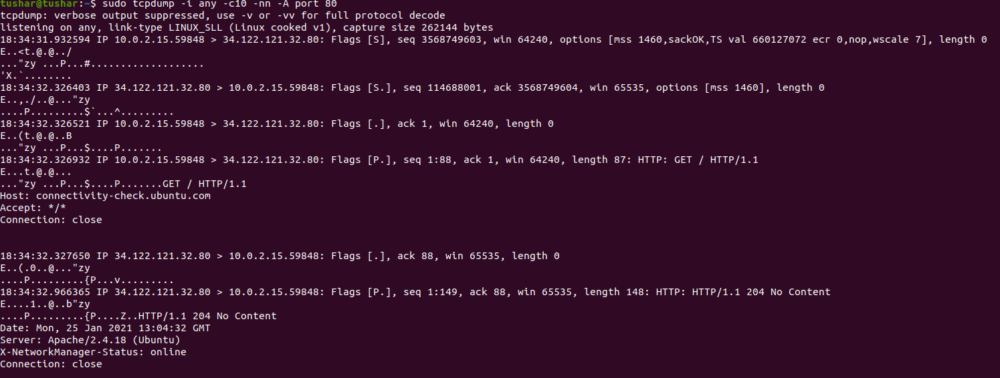 tushar@tushar:~$ sudo tcpdump -i any -c10 -nn -A port 80
tcpdump: verbose output suppressed, use -v or -vv for full protocol decode
listening on any, link-type LINUX_SLL (Linux cooked v1), capture size 262144 bytes
18:34:31.932594 IP 10.0.2.15.59848 > 34.122.121.32.80: Flags [S], seq 3568749603, win 64240, options [mss 1460,sackOK,TS val 660127072 ecr 0,nop,wscale 7], length 0
E..<t.@.@../
..."zy ...P...#...................
'X.`........
18:34:32.326403 IP 34.122.121.32.80 > 10.0.2.15.59848: Flags [S.], seq 114688001, ack 3568749604, win 65535, options [mss 1460], length 0
E..,./..@..."zy
....P.........$`...^.........
18:34:32.326521 IP 10.0.2.15.59848 > 34.122.121.32.80: Flags [.], ack 1, win 64240, length 0
E..(t.@.@..B
..."zy ...P...$....P.......
18:34:32.326932 IP 10.0.2.15.59848 > 34.122.121.32.80: Flags [P.], seq 1:88, ack 1, win 64240, length 87: HTTP: GET / HTTP/1.1
E...t.@.@...
..."zy ...P...$....P.......GET / HTTP/1.1
Host: connectivity-check.ubuntu.com
Accept: */*
Connection: close
18:34:32.327650 IP 34.122.121.32.80 > 10.0.2.15.59848: Flags [.], ack 88, win 65535, length 0
E..(.0..@..."zy
....P.........{P...v.........
18:34:32.966365 IP 34.122.121.32.80 > 10.0.2.15.59848: Flags [P.], seq 1:149, ack 88, win 65535, length 148: HTTP: HTTP/1.1 204 No Content
E....1..@..b"zy
....P.........{P....Z..HTTP/1.1 204 No Content
Date: Mon, 25 Jan 2021 13:04:32 GMT
Server: Apache/2.4.18 (Ubuntu)
X-NetworkManager-Status: online
Connection: close